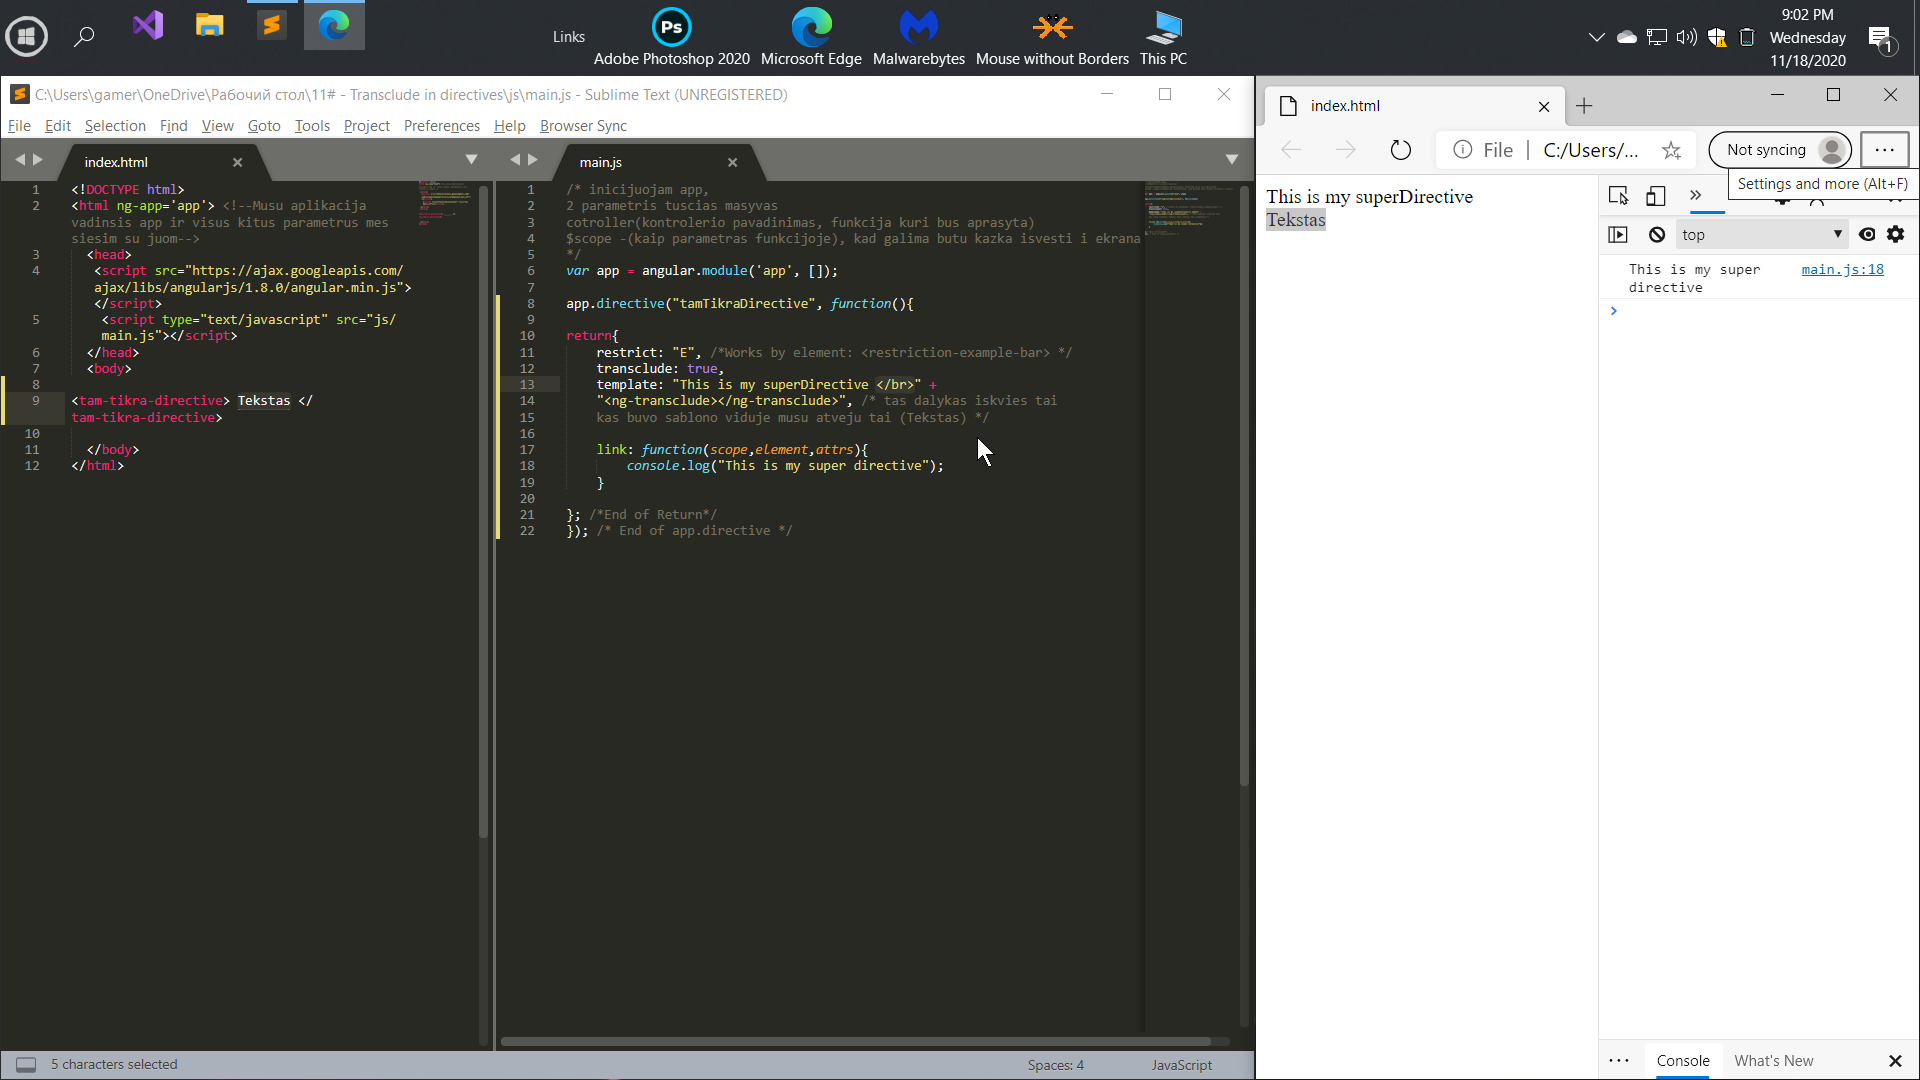 Links
Adobe Photoshop 2020
Microsoft Edge
Malwarebytes
Mouse without Borders
This PC
9:02 PM
Wednesday
11/18/2020
1
C:\Users\gamer\OneDrive\Рабочий стол\11# - Transclude in directives\js\main.js - Sublime Text (UNREGISTERED)
File Edit Selection Find View Goto Tools Project Preferences Help Browser Sync
index.html
1 <!DOCTYPE html>
2 <html ng-app='app'> <!--Musu aplikacija
vadinsis app ir visus kitus parametrus mes
siesim su juom-->
3 <head>
4 <script src="https://ajax.googleapis.com/
ajax/libs/angularjs/1.8.0/angular.min.js">
</script>
5 <script type="text/javascript" src="js/
main.js"></script>
6 </head>
7 <body>
8
9 <tam-tikra-directive> Tekstas </
tam-tikra-directive>
10
11 </body>
12 </html>
main.js
1 /* inicijuojam app,
2 2 parametris tuscias masyvas
3 cotroller(kontrolerio pavadinimas, funkcija kuri bus aprasyta)
4 $scope -(kaip parametras funkcijoje), kad galima butu kazka isvesti i ekrana
5 */
6 var app = angular.module('app', []);
7
8 app.directive("tamTikraDirective", function(){
9
10 return{
11 restrict: "E", /*Works by element: <restriction-example-bar> */
12 transclude: true,
13 template: "This is my superDirective </br>" +
14 "<ng-transclude></ng-transclude>", /* tas dalykas iskvies tai
15 kas buvo sablono viduje musu atveju tai (Tekstas) */
16
17 link: function(scope,element,attrs){
18 console.log("This is my super directive");
19 }
20
21 }; /*End of Return*/
22 }); /* End of app.directive */
5 characters selected
Spaces: 4
JavaScript
index.html
File | C:/Users/...
Not syncing
Settings and more (Alt+F)
This is my superDirective
Tekstas
top
This is my super main.js:18
directive
Console
What's New
Ps